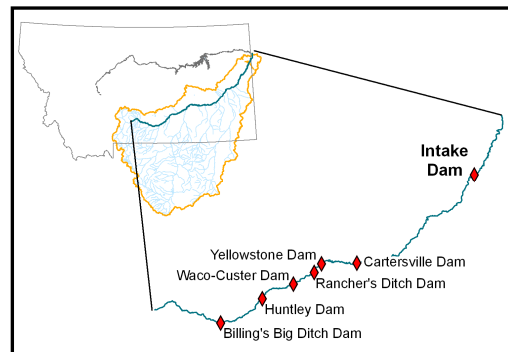 Intake
Dam
Yellowstone Dam
Cartersville Dam
Waco-Custer Dam
Rancher's Ditch Dam
Huntley Dam
Billing's Big Ditch Dam